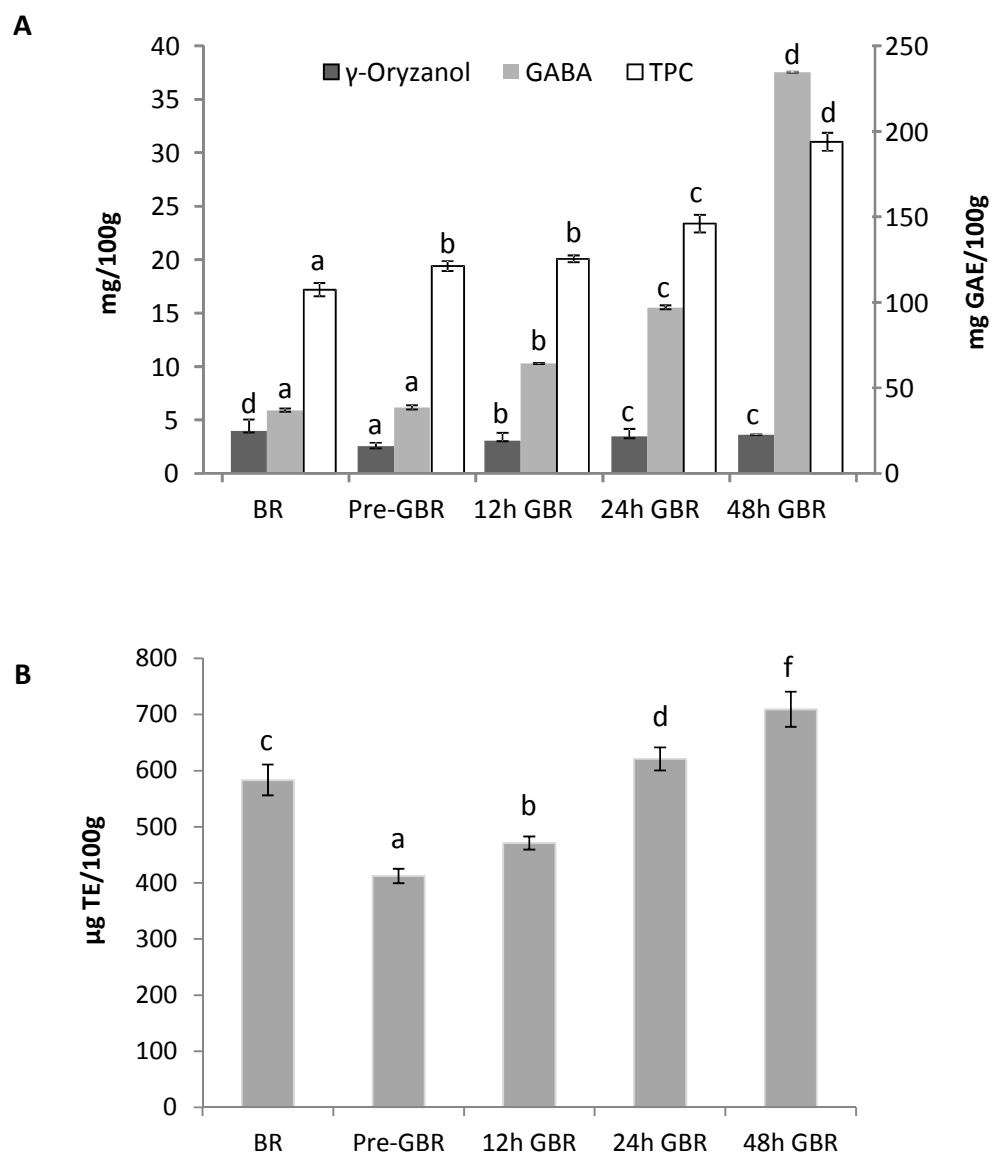 A
γ-Oryzanol GABA TPC
40
35
30
25
20
15
10
5
0
mg/100g
250
200
150
100
50
0
mg GAE/100g
d a a
a a b
b b b
c c c
c d d
BR Pre-GBR 12h GBR 24h GBR 48h GBR
B
800
700
600
500
400
300
200
100
0
µg TE/100g
c a b d f
BR Pre-GBR 12h GBR 24h GBR 48h GBR